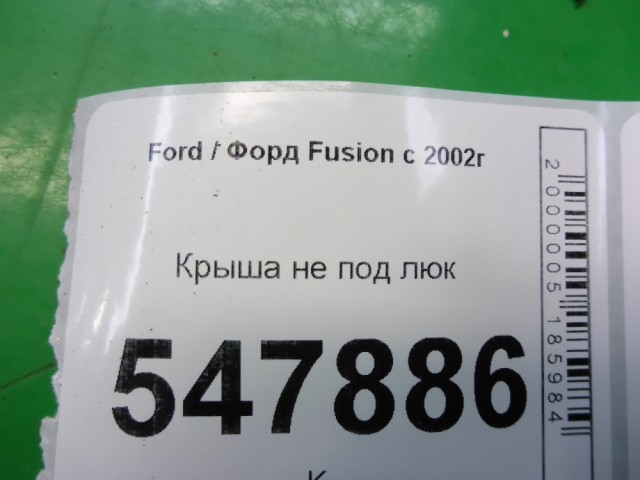 Ford / Форд Fusion с 2002г
Крыша не под люк
547886
2000005185984